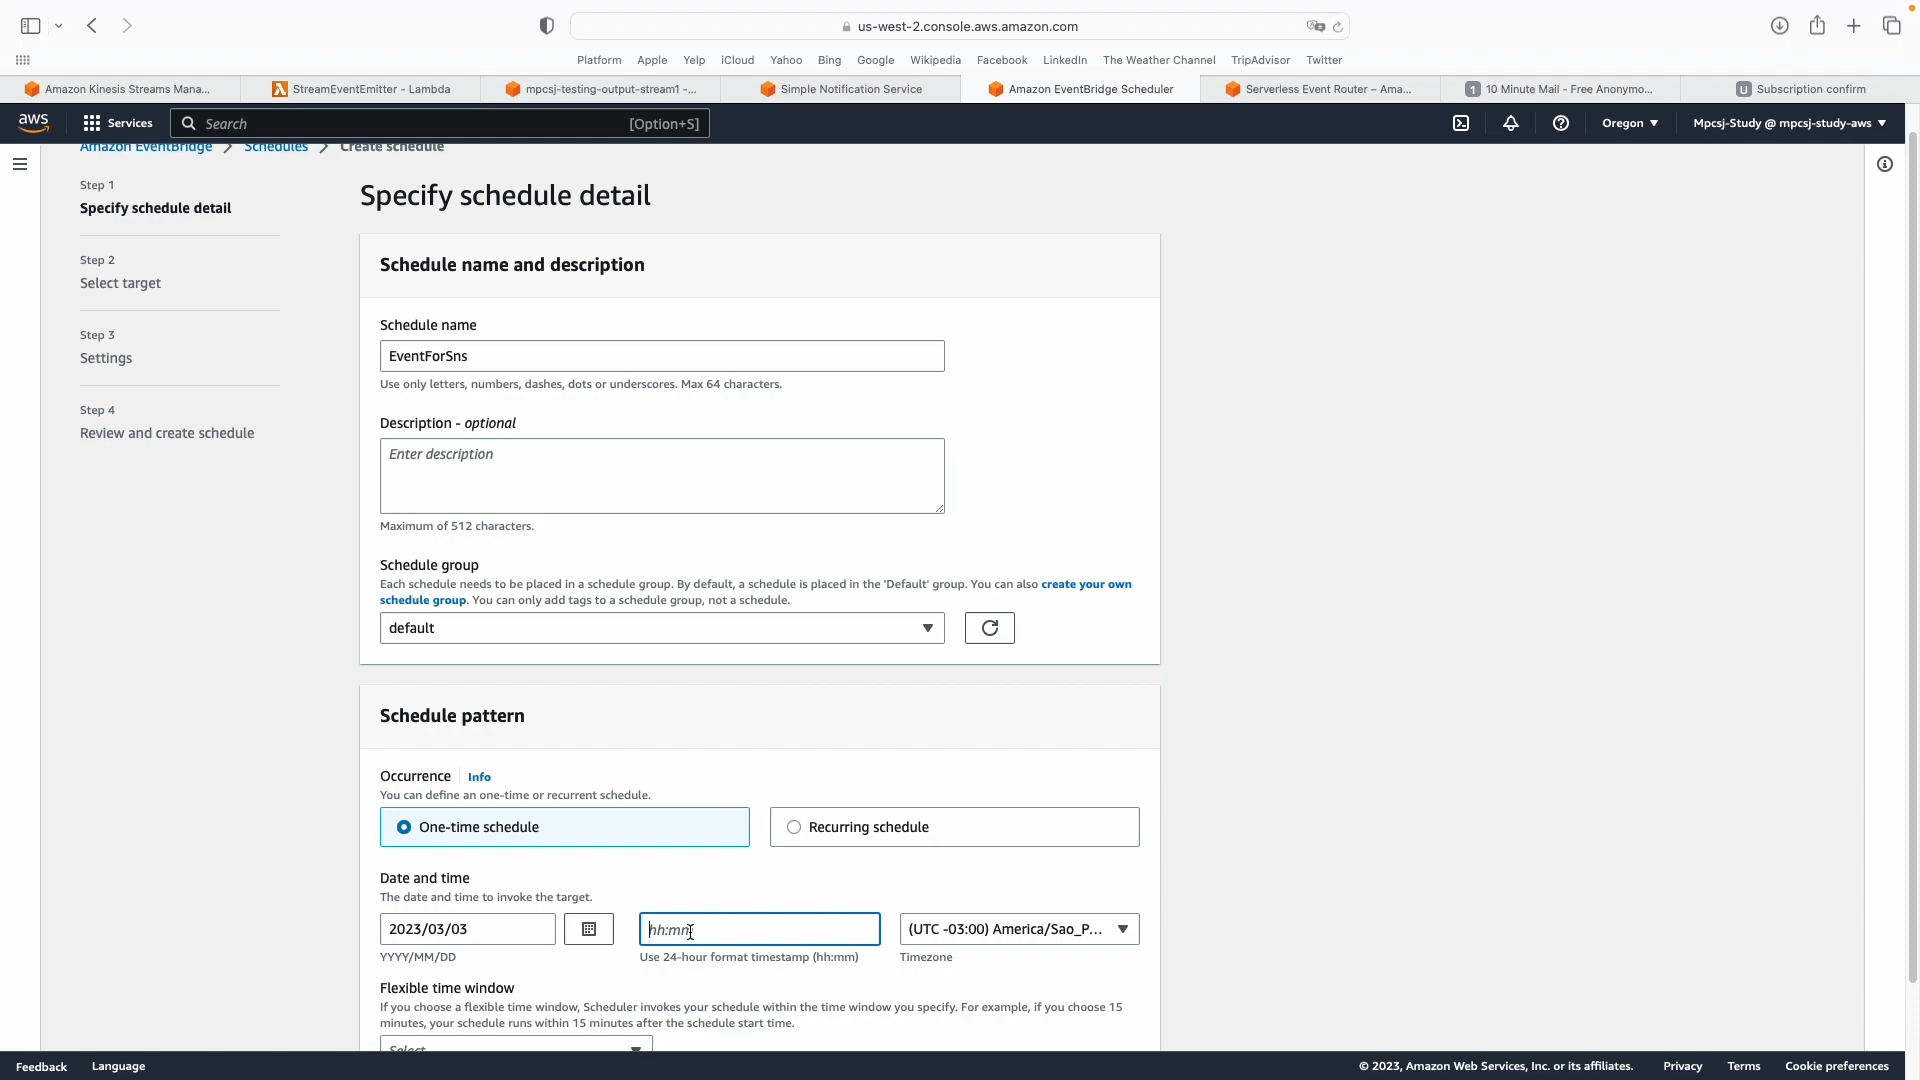 us-west-2.console.aws.amazon.com
Platform Apple Yelp iCloud Yahoo Bing Google Wikipedia Facebook LinkedIn The Weather Channel TripAdvisor Twitter
Amazon Kinesis Streams Mana...
StreamEventEmitter - Lambda
mpcsj-testing-output-stream1 -...
Simple Notification Service
Amazon EventBridge Scheduler
Serverless Event Router – Ama...
1 10 Minute Mail - Free Anonymo...
U Subscription confirm
aws Services Search [Option+S] Oregon Mpcsj-Study @ mpcsj-study-aws
Amazon EventBridge Schedules Create schedule
Step 1
Specify schedule detail
Step 2
Select target
Step 3
Settings
Step 4
Review and create schedule
Specify schedule detail
Schedule name and description
Schedule name
EventForSns
Use only letters, numbers, dashes, dots or underscores. Max 64 characters.
Description - optional
Enter description
Maximum of 512 characters.
Schedule group
Each schedule needs to be placed in a schedule group. By default, a schedule is placed in the 'Default' group. You can also create your own
schedule group. You can only add tags to a schedule group, not a schedule.
default
Schedule pattern
Occurrence Info
You can define an one-time or recurrent schedule.
One-time schedule
Recurring schedule
Date and time
The date and time to invoke the target.
2023/03/03 hh:mm (UTC -03:00) America/Sao_P...
YYYY/MM/DD Use 24-hour format timestamp (hh:mm) Timezone
Flexible time window
If you choose a flexible time window, Scheduler invokes your schedule within the time window you specify. For example, if you choose 15
minutes, your schedule runs within 15 minutes after the schedule start time.
Select
Feedback Language © 2023, Amazon Web Services, Inc. or its affiliates. Privacy Terms Cookie preferences